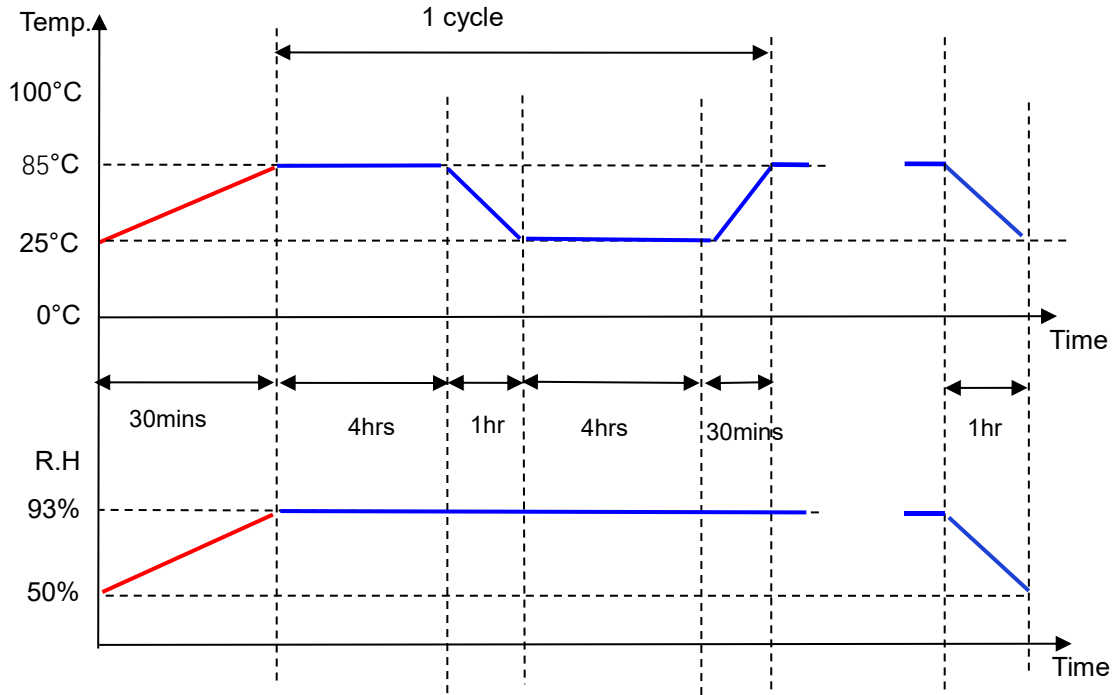 Temp.
1 cycle
100°C
85°C
25°C
0°C
Time
30mins
4hrs
1hr
4hrs
30mins
1hr
R.H
93%
50%
Time